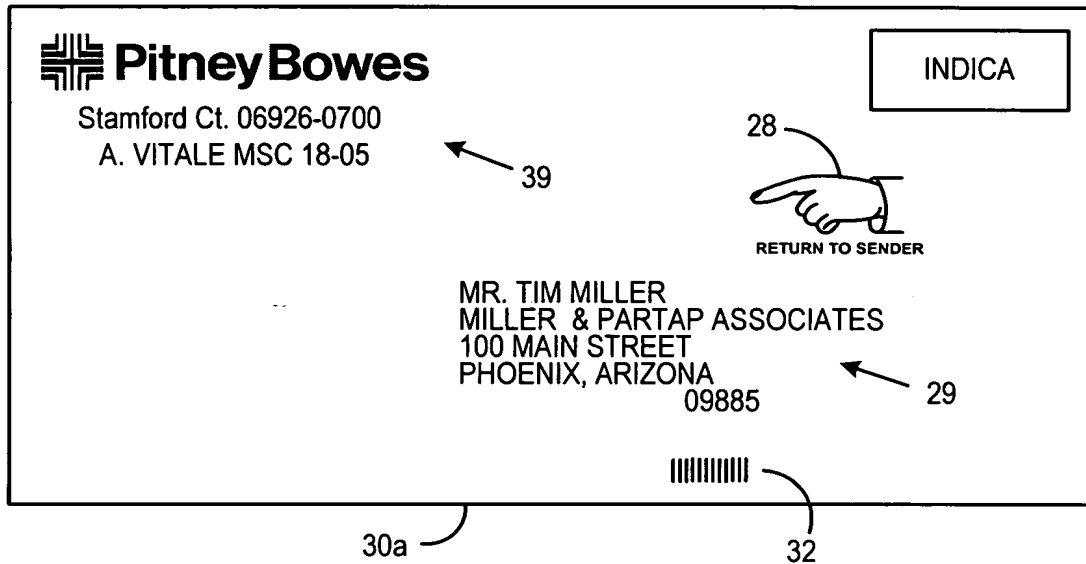 Pitney Bowes
INDICA
Stamford Ct. 06926-0700
A. VITALE MSC 18-05
28
39
RETURN TO SENDER
MR. TIM MILLER
MILLER & PARTAP ASSOCIATES
100 MAIN STREET
PHOENIX, ARIZONA
09885
29
30a
32